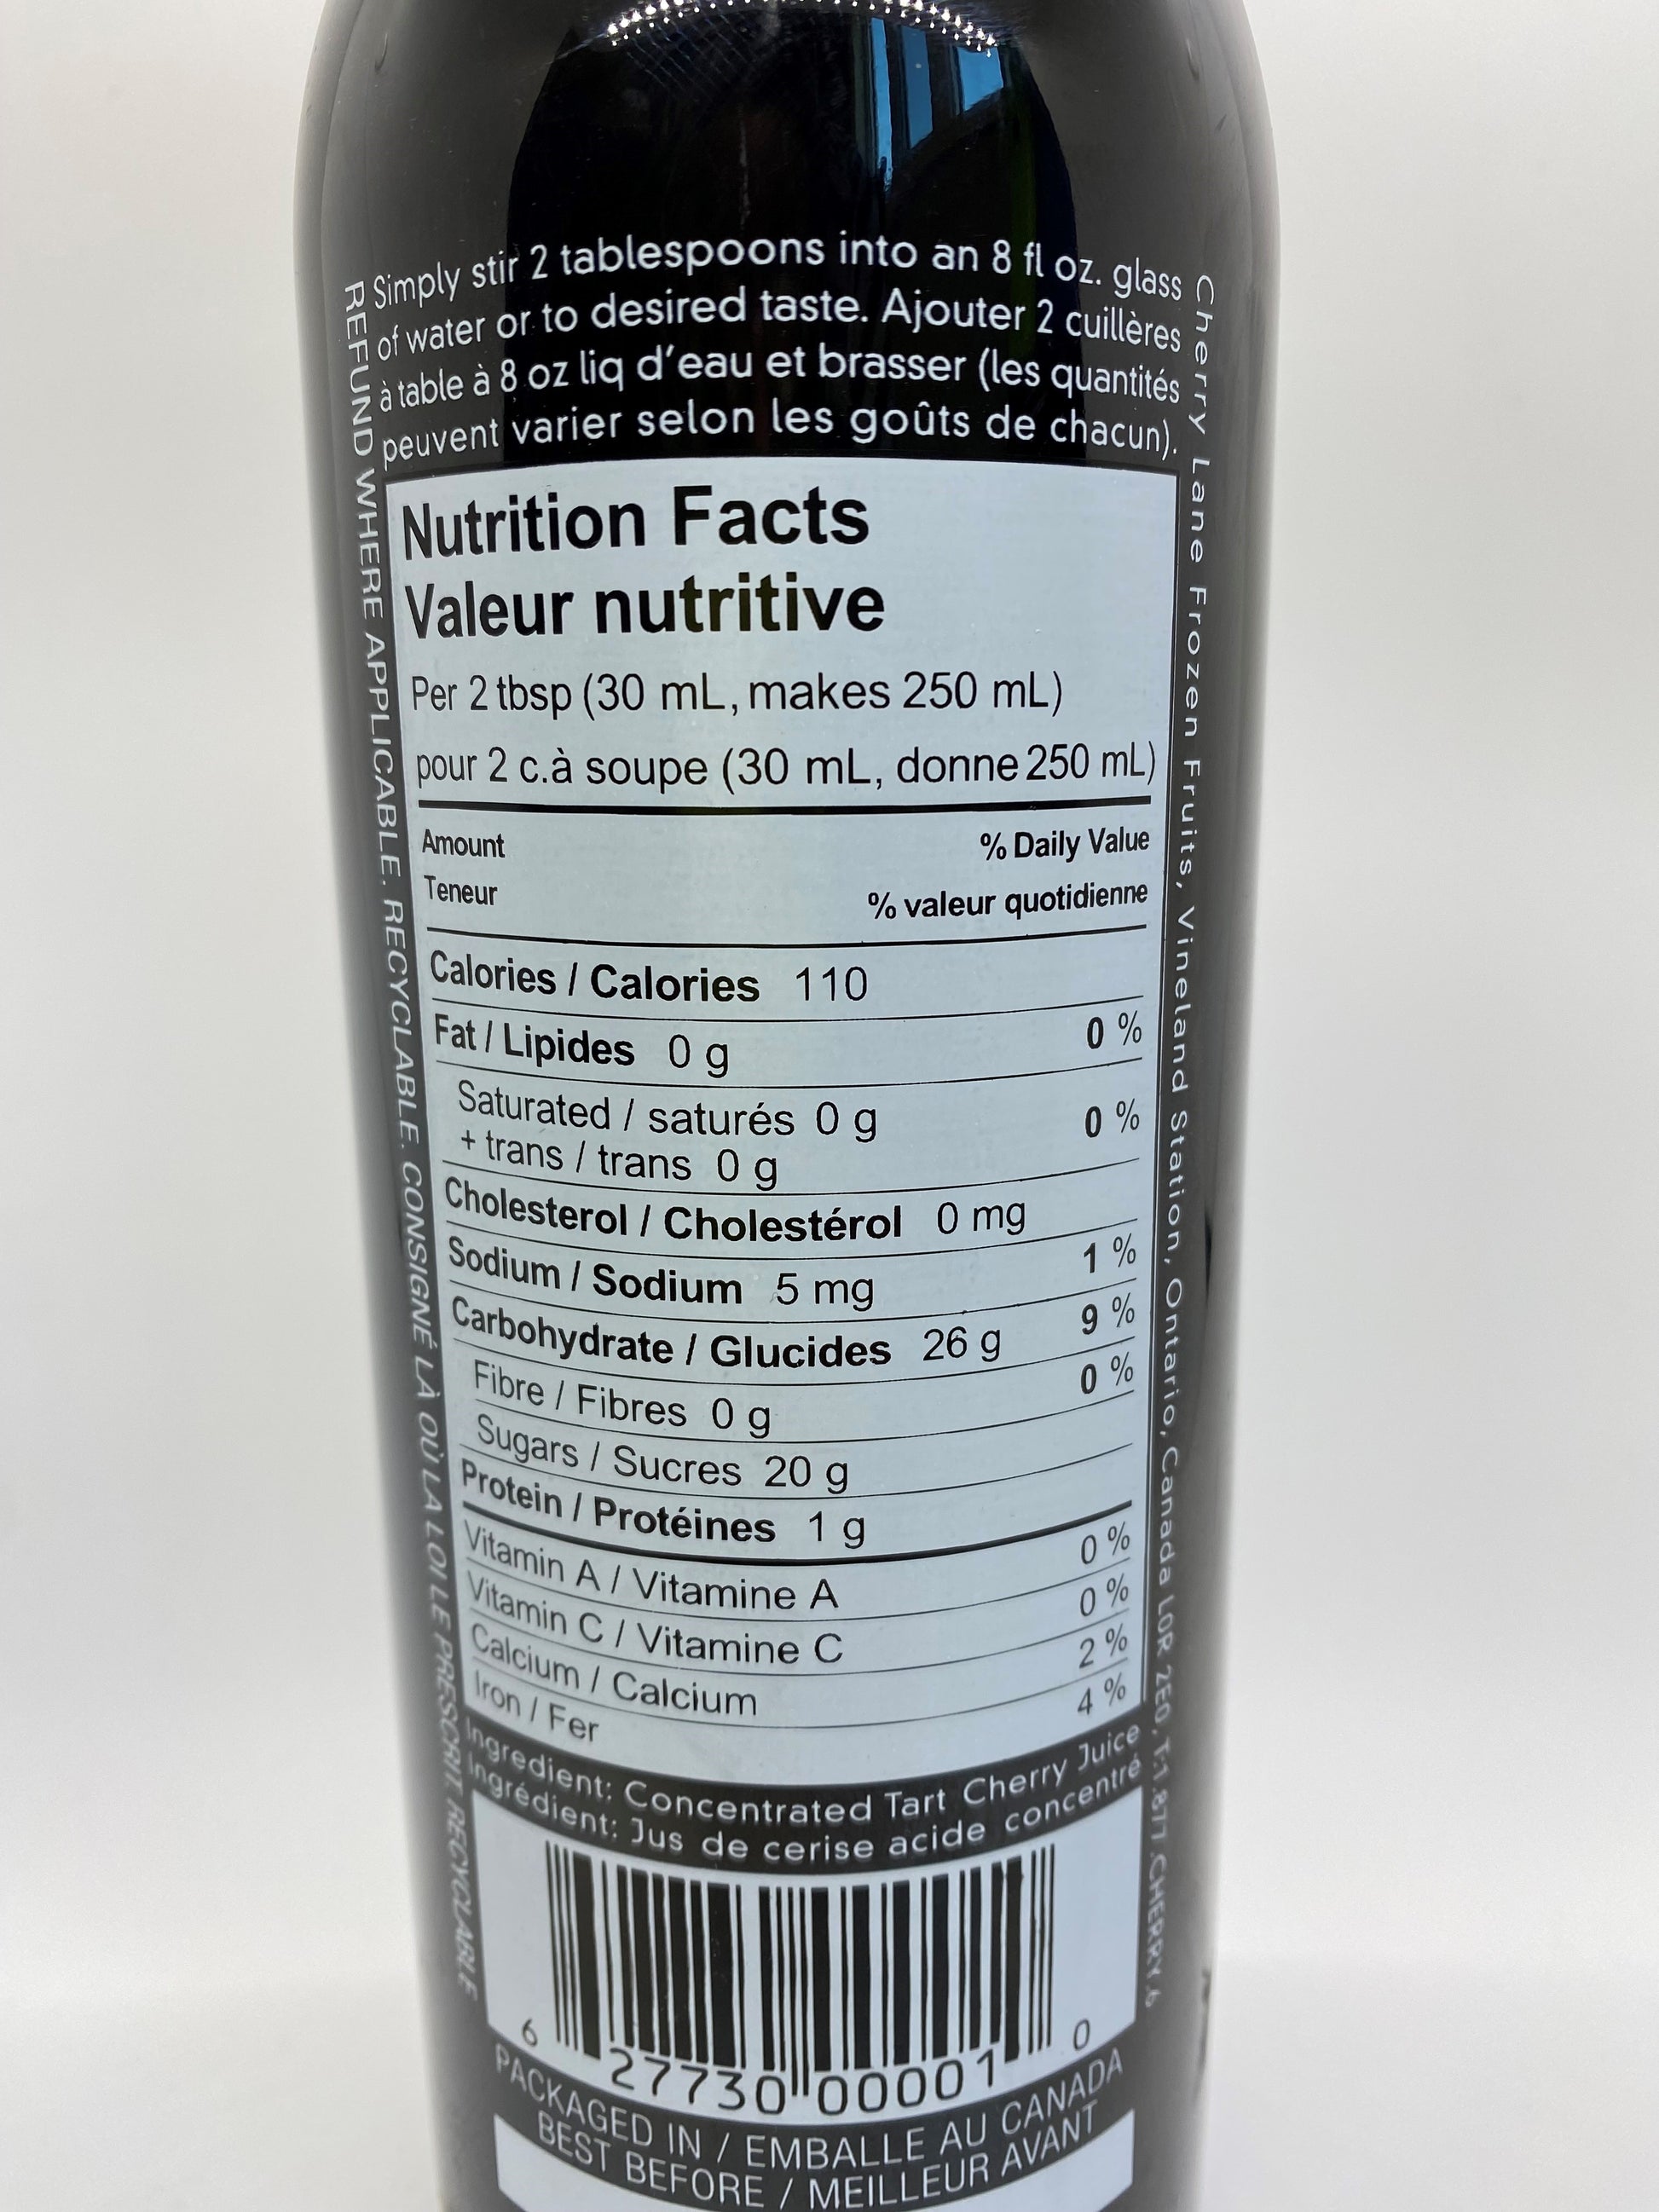 Simply stir 2 tablespoons into an 8 fl oz. glass
of water or to desired taste. Ajouter 2 cuillères
à table à 8 oz liq d'eau et brasser (les quantités
peuvent varier selon les goûts de chacun).
REFUND WHERE APPLICABLE. RECYCLABLE. CONSIGNÉ LÀ OÙ LA LOI LE PRESCRIT. RECYCLABLE
Cherry Lane Frozen Fruits, Vineland Station, Ontario, Canada L0R 2E0, T:1.877.CHERRY.6
Nutrition Facts
Valeur nutritive
Per 2 tbsp (30 mL, makes 250 mL)
pour 2 c.à soupe (30 mL, donne 250 mL)
Amount % Daily Value
Teneur % valeur quotidienne
Calories / Calories 110
Fat / Lipides 0 g 0 %
Saturated / saturés 0 g 0 %
+ trans / trans 0 g
Cholesterol / Cholestérol 0 mg
Sodium / Sodium 5 mg 1 %
Carbohydrate / Glucides 26 g 9 %
Fibre / Fibres 0 g 0 %
Sugars / Sucres 20 g
Protein / Protéines 1 g
Vitamin A / Vitamine A 0 %
Vitamin C / Vitamine C 0 %
Calcium / Calcium 2 %
Iron / Fer 4 %
Ingredient: Concentrated Tart Cherry Juice
Ingrédient: Jus de cerise acide concentré
6 27730 00001 0
PACKAGED IN / EMBALLE AU CANADA
BEST BEFORE / MEILLEUR AVANT